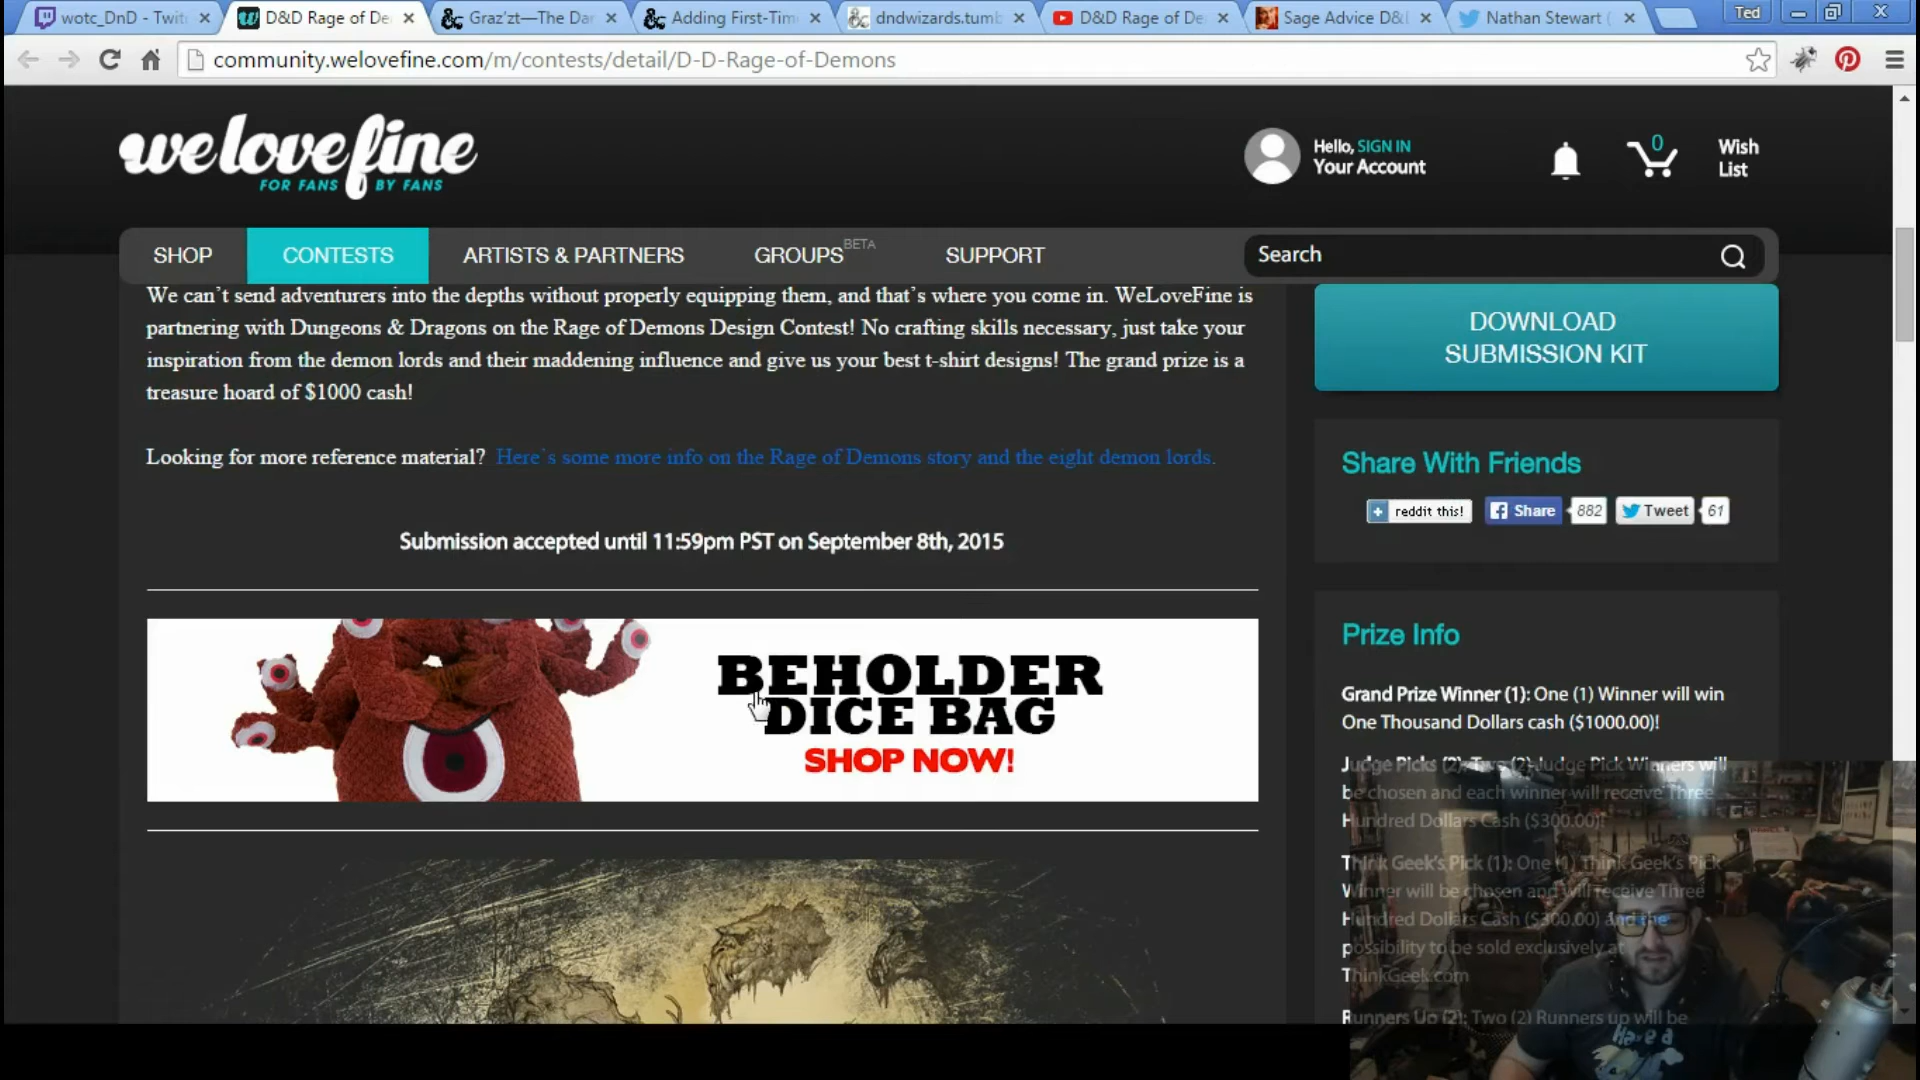 wotc_DnD - Twit
D&D Rage of De
Graz'zt—The Da
Adding First-Tim
dndwizards.tumb
D&D Rage of De
Sage Advice D&
Nathan Stewart (
Ted
community.welovefine.com/m/contests/detail/D-D-Rage-of-Demons
welovefine
FOR FANS BY FANS
Hello, SIGN IN
Your Account
0
Wish
List
SHOP
CONTESTS
ARTISTS & PARTNERS
GROUPS BETA
SUPPORT
Search
We can't send adventurers into the depths without properly equipping them, and that's where you come in. WeLoveFine is
partnering with Dungeons & Dragons on the Rage of Demons Design Contest! No crafting skills necessary, just take your
inspiration from the demon lords and their maddening influence and give us your best t-shirt designs! The grand prize is a
treasure hoard of $1000 cash!
Looking for more reference material? Here's some more info on the Rage of Demons story and the eight demon lords.
Submission accepted until 11:59pm PST on September 8th, 2015
BEHOLDER
DICE BAG
SHOP NOW!
DOWNLOAD
SUBMISSION KIT
Share With Friends
reddit this!
Share
882
Tweet
61
Prize Info
Grand Prize Winner (1): One (1) Winner will win
One Thousand Dollars cash ($1000.00)!
Judge Picks (2): Two (2) Judge Pick Winners will
be chosen and each winner will receive Three
Hundred Dollars Cash ($300.00)!
Think Geek's Pick (1): One (1) Think Geek's Pick
Winner will be chosen and will receive Three
Hundred Dollars Cash ($300.00) and the
possibility to be sold exclusively at
ThinkGeek.com
Runners Up (2): Two (2) Runners up will be
Have a